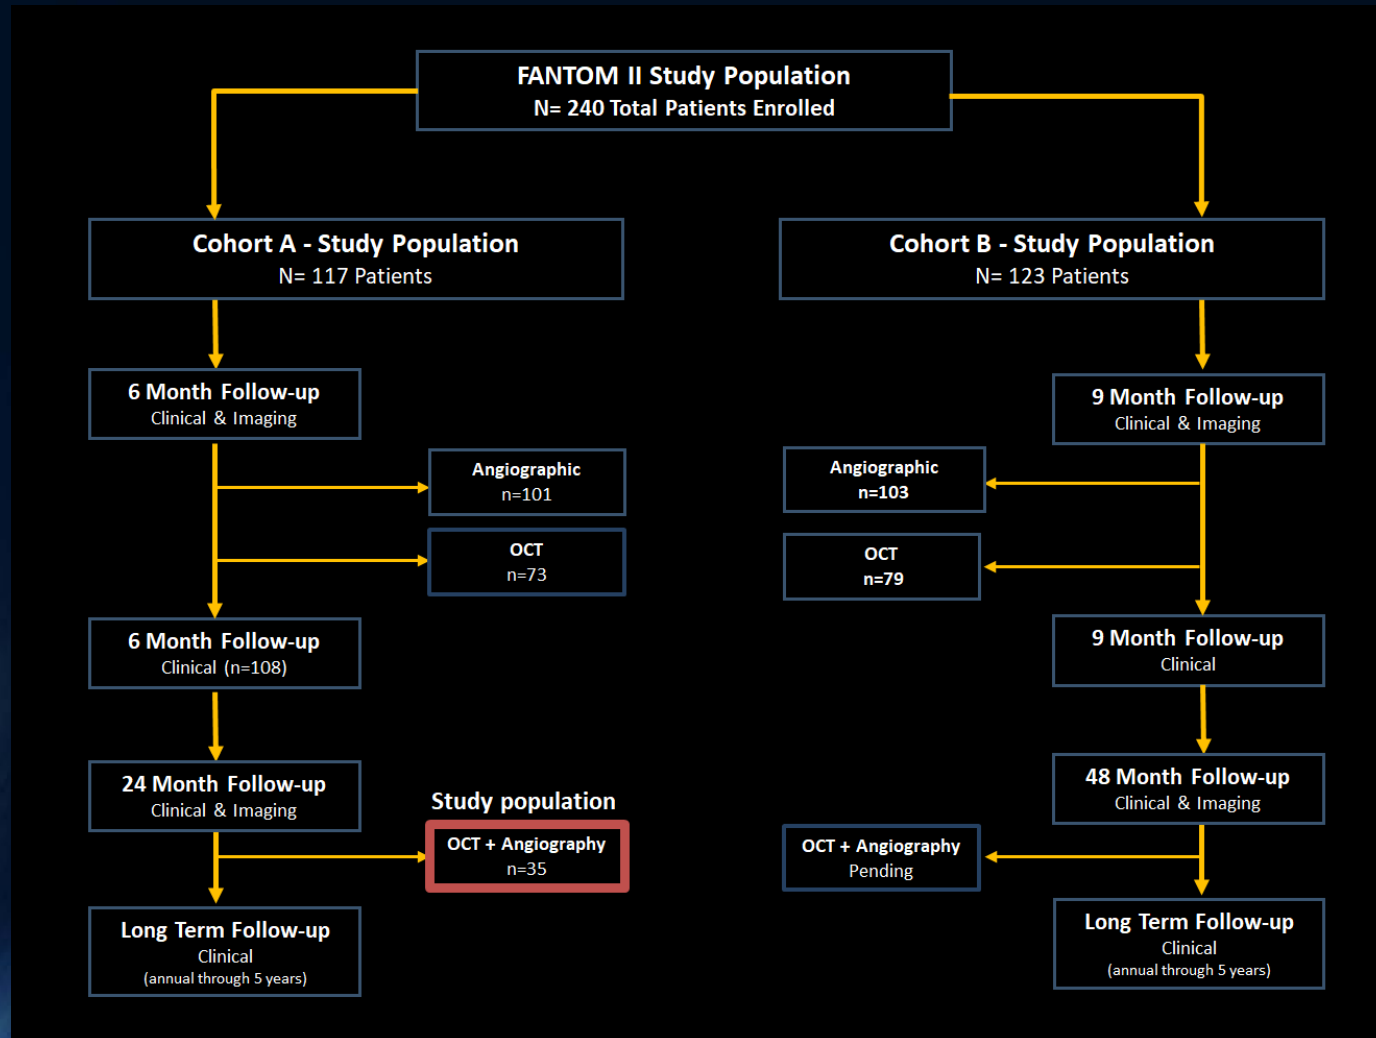 FANTOM II Study Population
N= 240 Total Patients Enrolled
Cohort A - Study Population
N= 117 Patients
Cohort B - Study Population
N= 123 Patients
6 Month Follow-up
Clinical & Imaging
9 Month Follow-up
Clinical & Imaging
Angiographic
n=101
Angiographic
n=103
OCT
n=73
OCT
n=79
6 Month Follow-up
Clinical (n=108)
9 Month Follow-up
Clinical
24 Month Follow-up
Clinical & Imaging
48 Month Follow-up
Clinical & Imaging
Study population
OCT + Angiography
n=35
OCT + Angiography
Pending
Long Term Follow-up
Clinical
(annual through 5 years)
Long Term Follow-up
Clinical
(annual through 5 years)